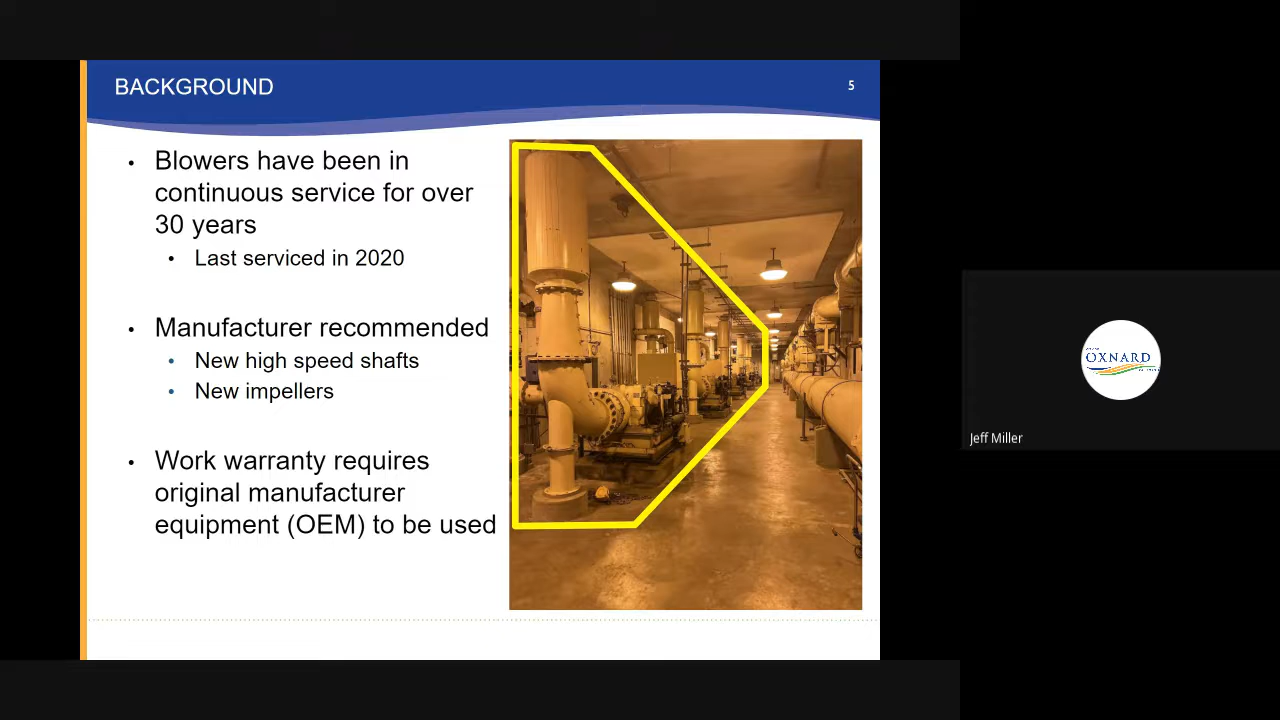 BACKGROUND
5
• Blowers have been in
continuous service for over
30 years
• Last serviced in 2020
• Manufacturer recommended
• New high speed shafts
• New impellers
• Work warranty requires
original manufacturer
equipment (OEM) to be used
OXNARD
Jeff Miller